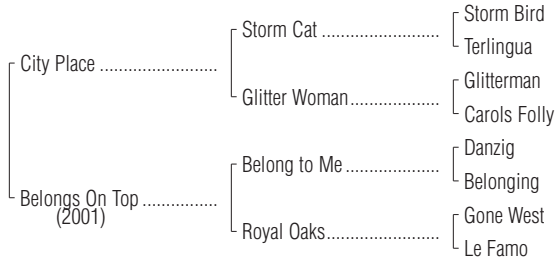 Storm Bird
Storm Cat ........................
Terlingua
City Place ........................
Glitterman
Glitter Woman ...................
Carols Folly
Danzig
Belong to Me ...................
Belonging
Belongs On Top ...............
(2001)
Gone West
Royal Oaks .......................
Le Famo